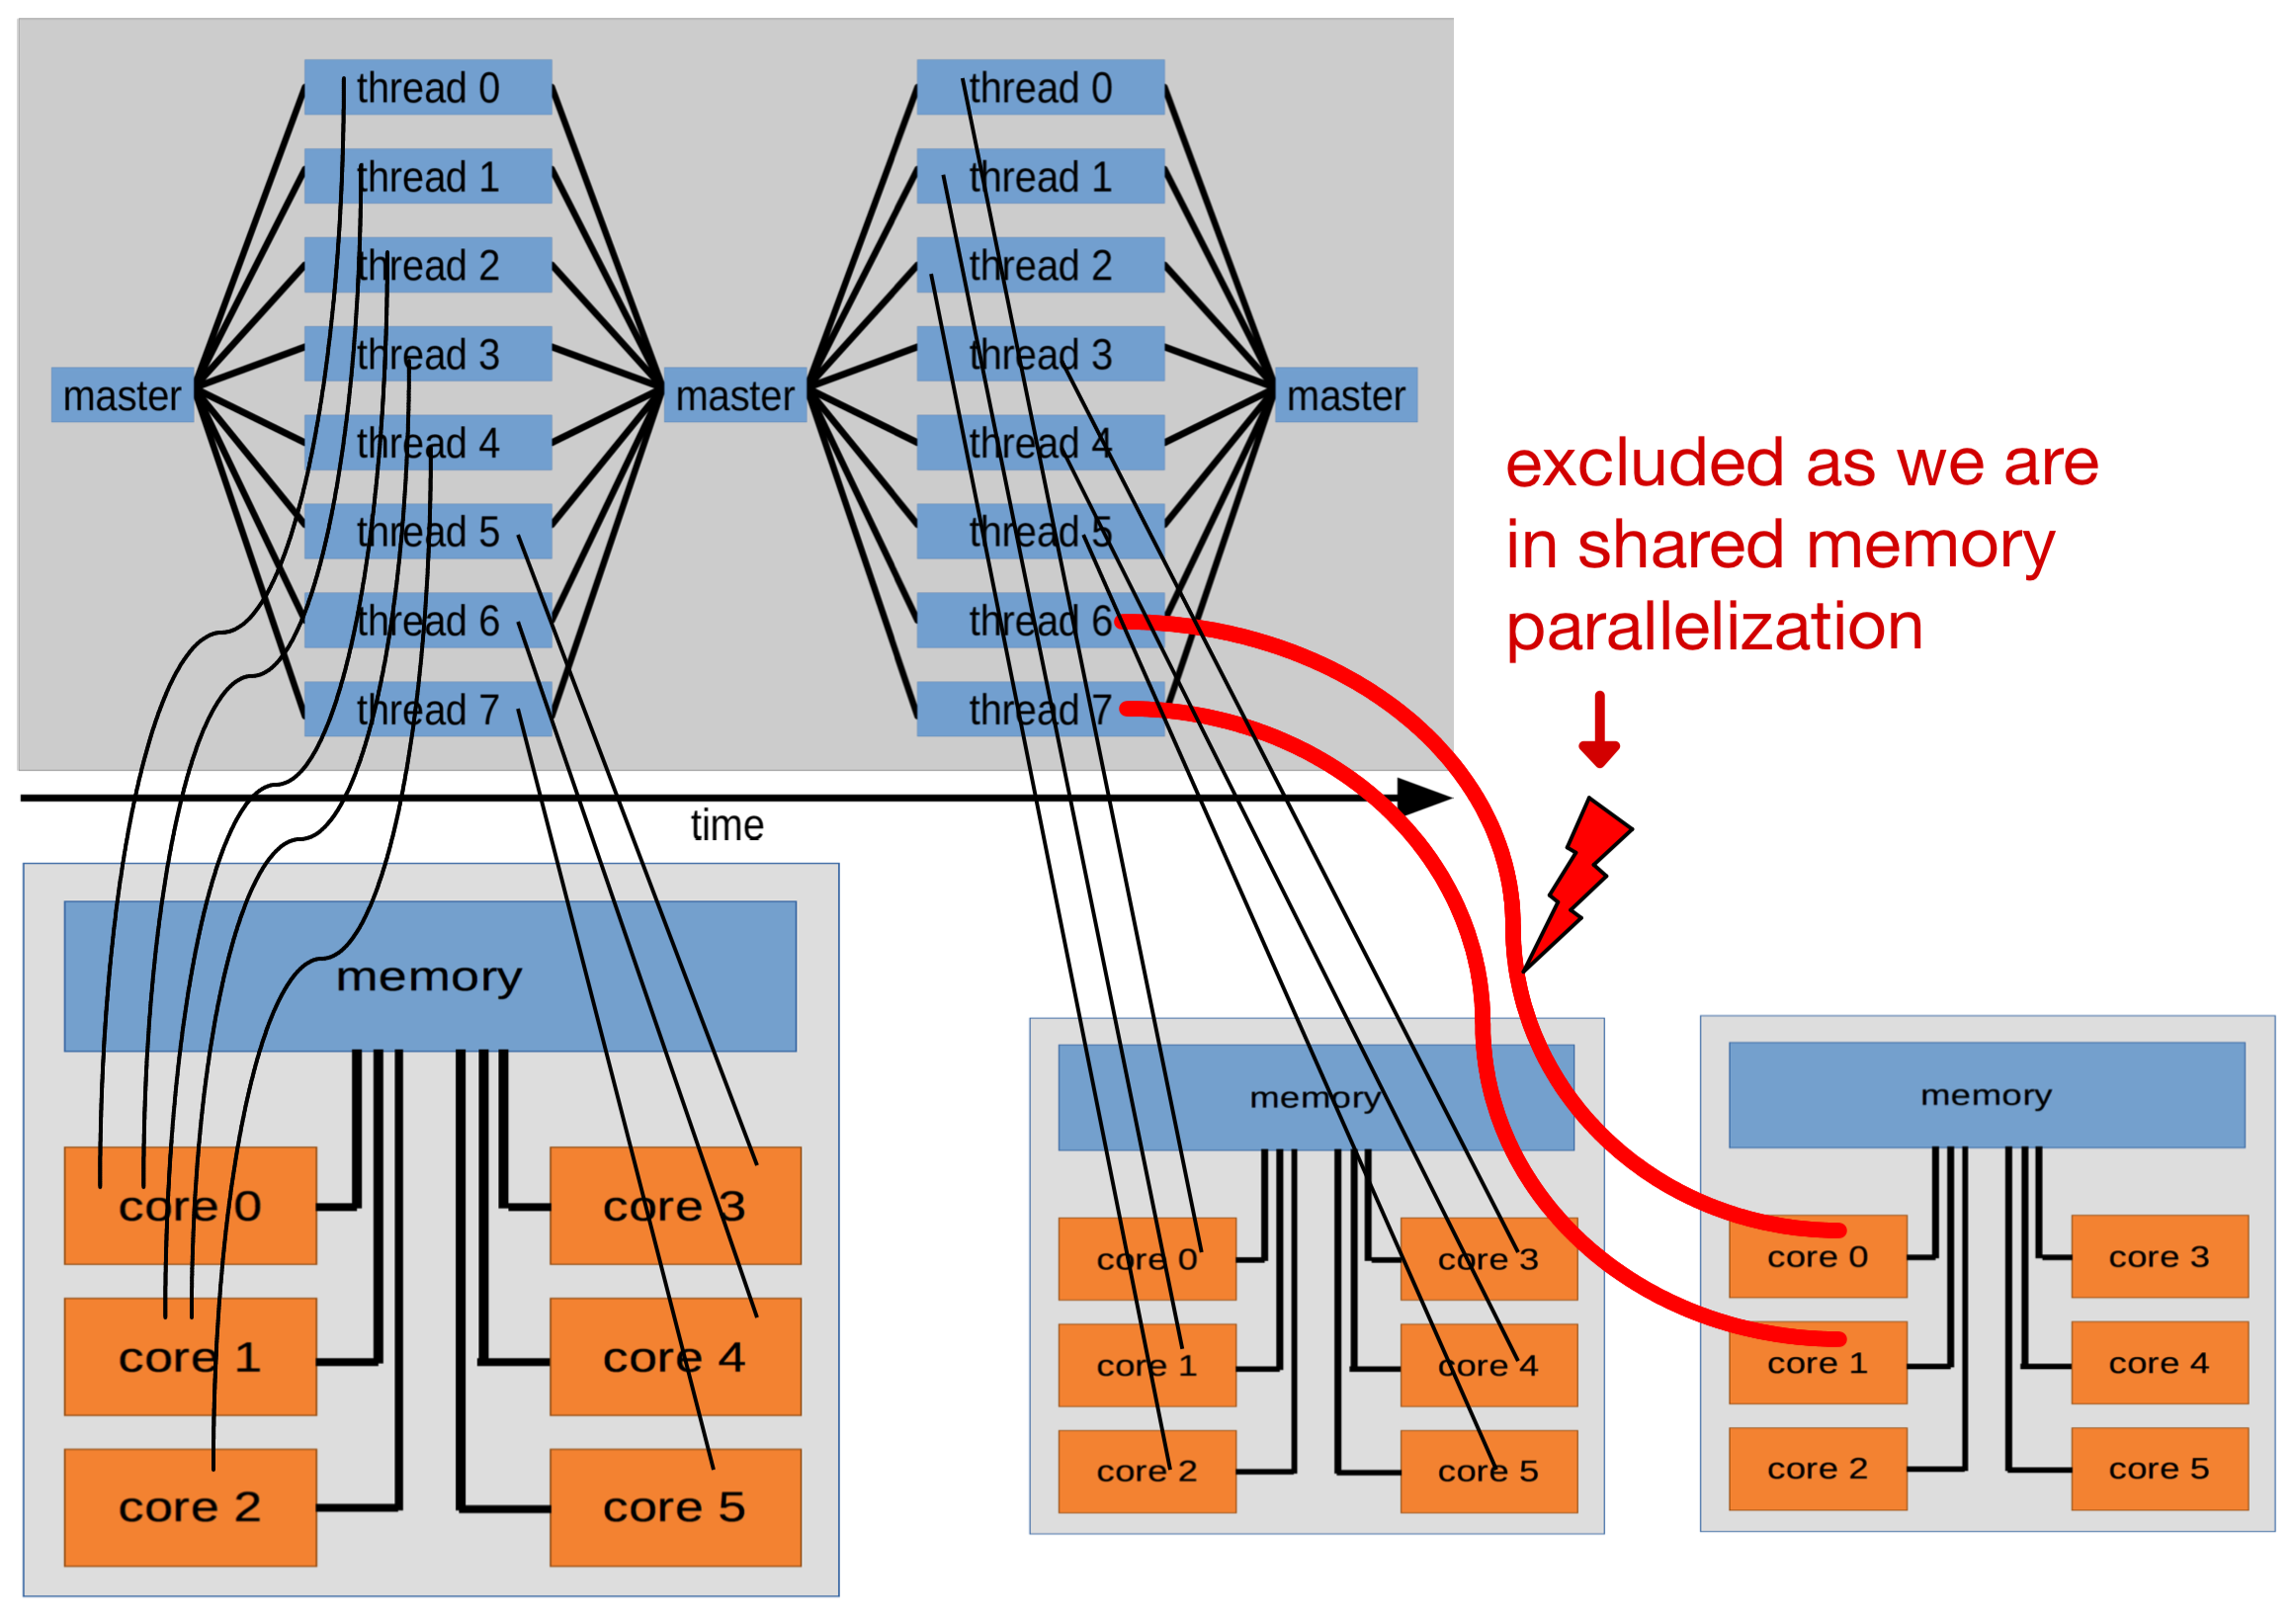 thread 0
thread 1
thread 2
thread 3
thread 4
thread 5
thread 6
thread 7
master
master
thread 0
thread 1
thread 2
thread 3
thread 4
thread 5
thread 6
thread 7
master
excluded as we are
in shared memory
parallelization
time
memory
core 0
core 3
core 1
core 4
core 2
core 5
memory
core 0
core 3
core 1
core 4
core 2
core 5
memory
core 0
core 3
core 1
core 4
core 2
core 5